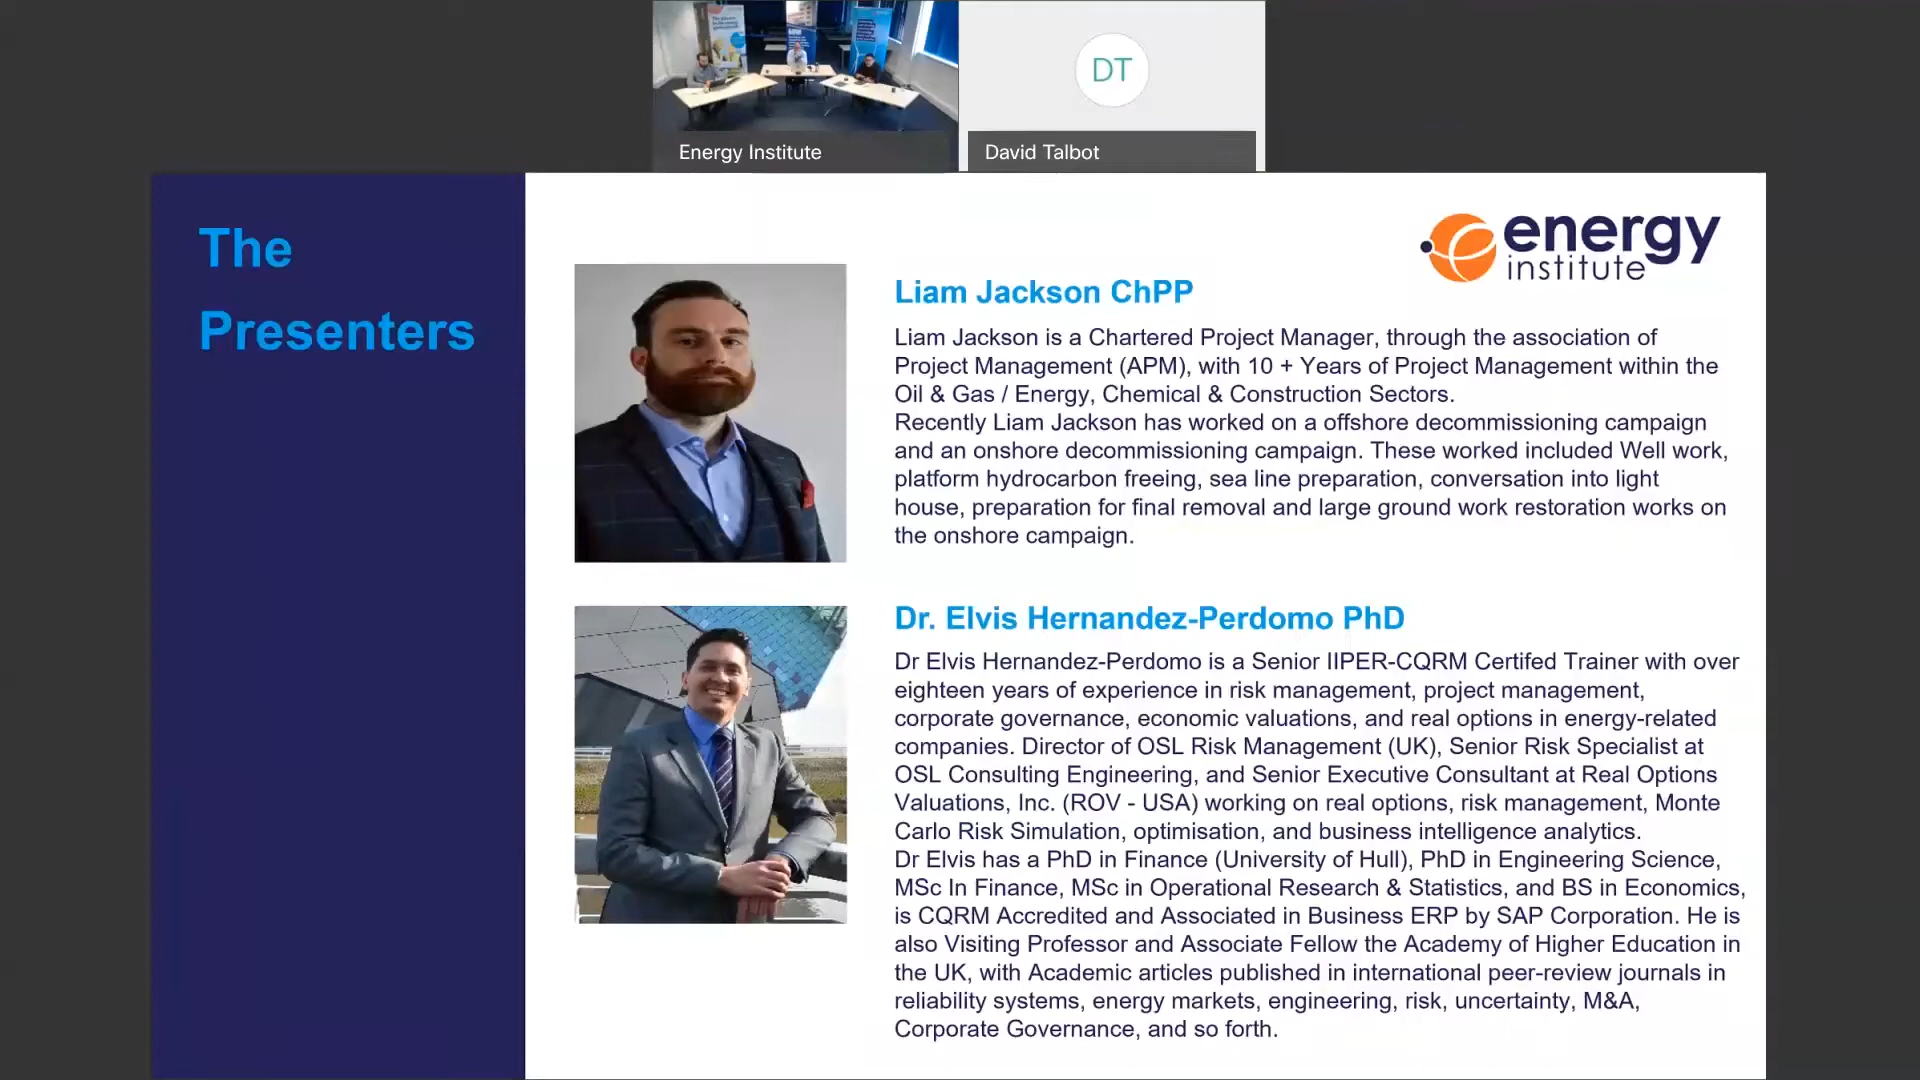 DT
Energy Institute
David Talbot
The
Presenters
energy
institute
Liam Jackson ChPP
Liam Jackson is a Chartered Project Manager, through the association of
Project Management (APM), with 10 + Years of Project Management within the
Oil & Gas / Energy, Chemical & Construction Sectors.
Recently Liam Jackson has worked on a offshore decommissioning campaign
and an onshore decommissioning campaign. These worked included Well work,
platform hydrocarbon freeing, sea line preparation, conversation into light
house, preparation for final removal and large ground work restoration works on
the onshore campaign.
Dr. Elvis Hernandez-Perdomo PhD
Dr Elvis Hernandez-Perdomo is a Senior IIPER-CQRM Certifed Trainer with over
eighteen years of experience in risk management, project management,
corporate governance, economic valuations, and real options in energy-related
companies. Director of OSL Risk Management (UK), Senior Risk Specialist at
OSL Consulting Engineering, and Senior Executive Consultant at Real Options
Valuations, Inc. (ROV - USA) working on real options, risk management, Monte
Carlo Risk Simulation, optimisation, and business intelligence analytics.
Dr Elvis has a PhD in Finance (University of Hull), PhD in Engineering Science,
MSc In Finance, MSc in Operational Research & Statistics, and BS in Economics,
is CQRM Accredited and Associated in Business ERP by SAP Corporation. He is
also Visiting Professor and Associate Fellow the Academy of Higher Education in
the UK, with Academic articles published in international peer-review journals in
reliability systems, energy markets, engineering, risk, uncertainty, M&A,
Corporate Governance, and so forth.